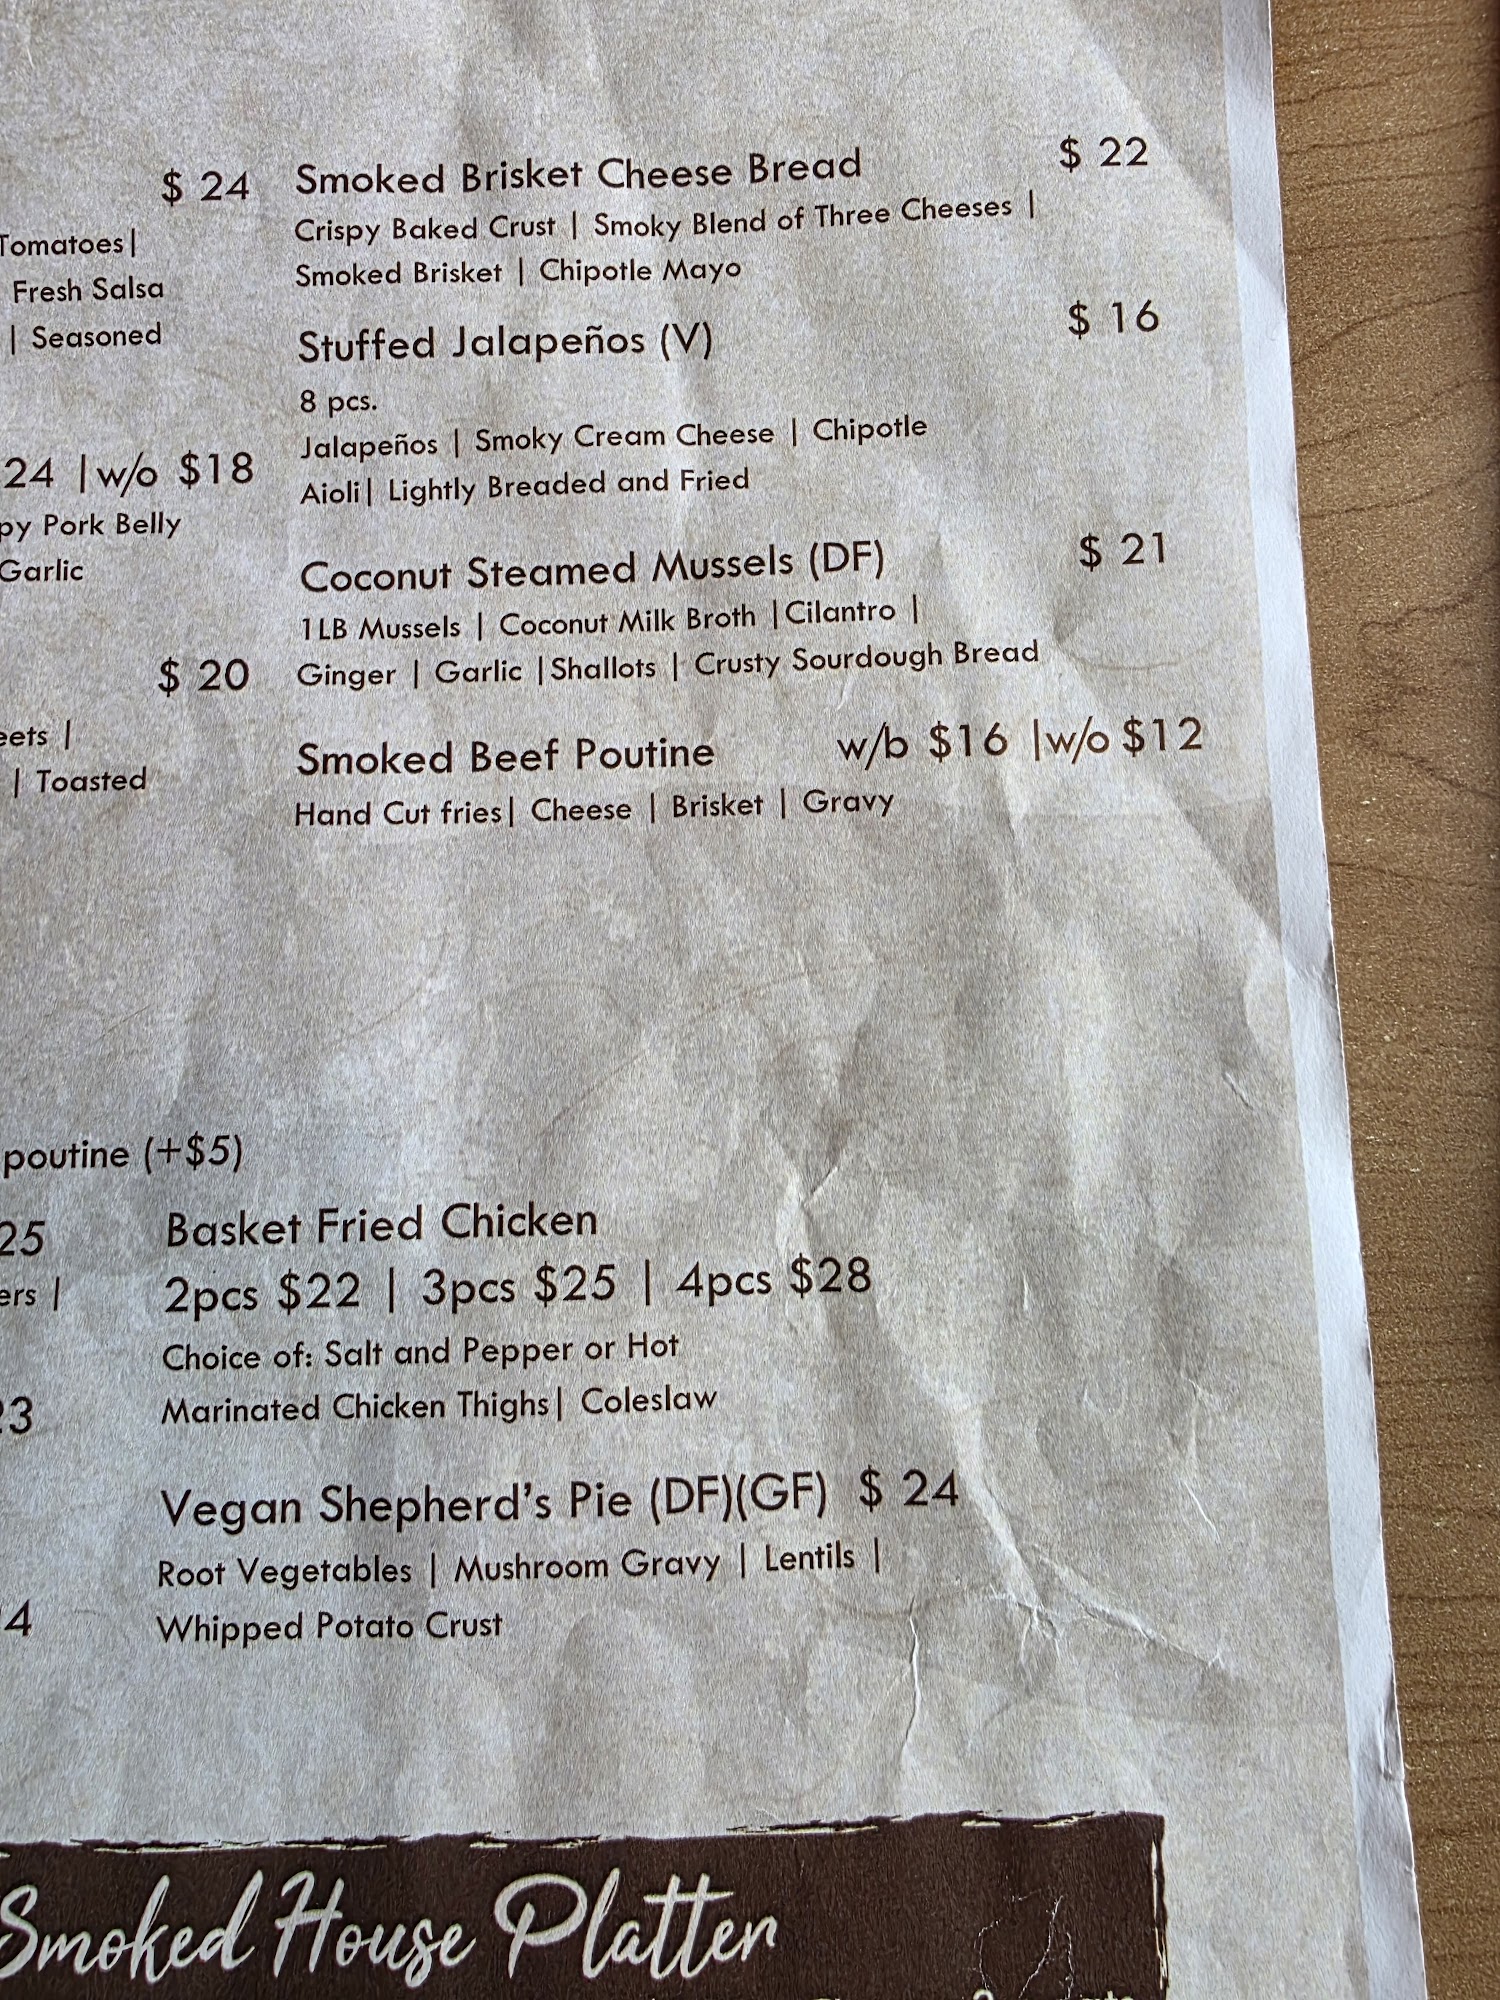 $ 24
Tomatoes|
Fresh Salsa
| Seasoned
24 |w/o $18
Pork Belly
Garlic
$ 20
|
| Toasted
Smoked Brisket Cheese Bread $ 22
Crispy Baked Crust | Smoky Blend of Three Cheeses |
Smoked Brisket | Chipotle Mayo
Stuffed Jalapeños (V) $ 16
8 pcs.
Jalapeños | Smoky Cream Cheese | Chipotle
Aioli| Lightly Breaded and Fried
Coconut Steamed Mussels (DF) $ 21
1LB Mussels | Coconut Milk Broth |Cilantro |
Ginger | Garlic |Shallots | Crusty Sourdough Bread
Smoked Beef Poutine w/b $16 |w/o $12
Hand Cut fries| Cheese | Brisket | Gravy
poutine (+$5)
25
|
Basket Fried Chicken
2pcs $22 | 3pcs $25 | 4pcs $28
Choice of: Salt and Pepper or Hot
Marinated Chicken Thighs| Coleslaw
Vegan Shepherd's Pie (DF)(GF) $ 24
Root Vegetables | Mushroom Gravy | Lentils |
Whipped Potato Crust
Smoked House Platter